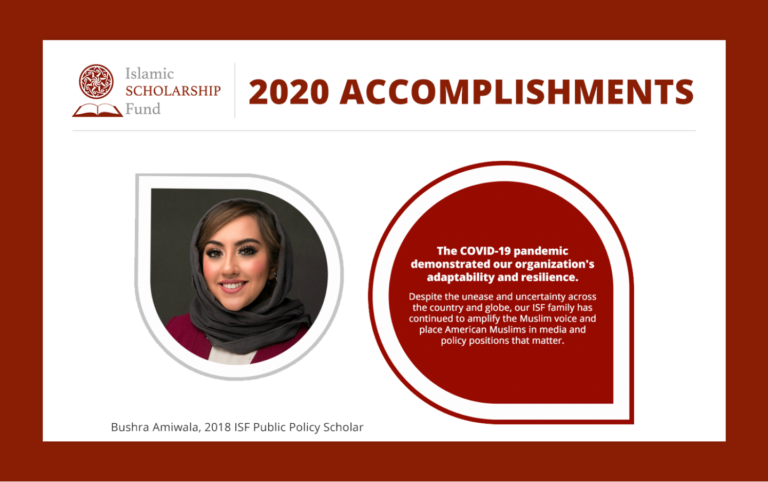 Islamic
SCHOLARSHIP
Fund
2020 ACCOMPLISHMENTS
The COVID-19 pandemic
demonstrated our organization's
adaptability and resilience.
Despite the unease and uncertainty across
the country and globe, our ISF family has
continued to amplify the Muslim voice and
place American Muslims in media and
policy positions that matter.
Bushra Amiwala, 2018 ISF Public Policy Scholar